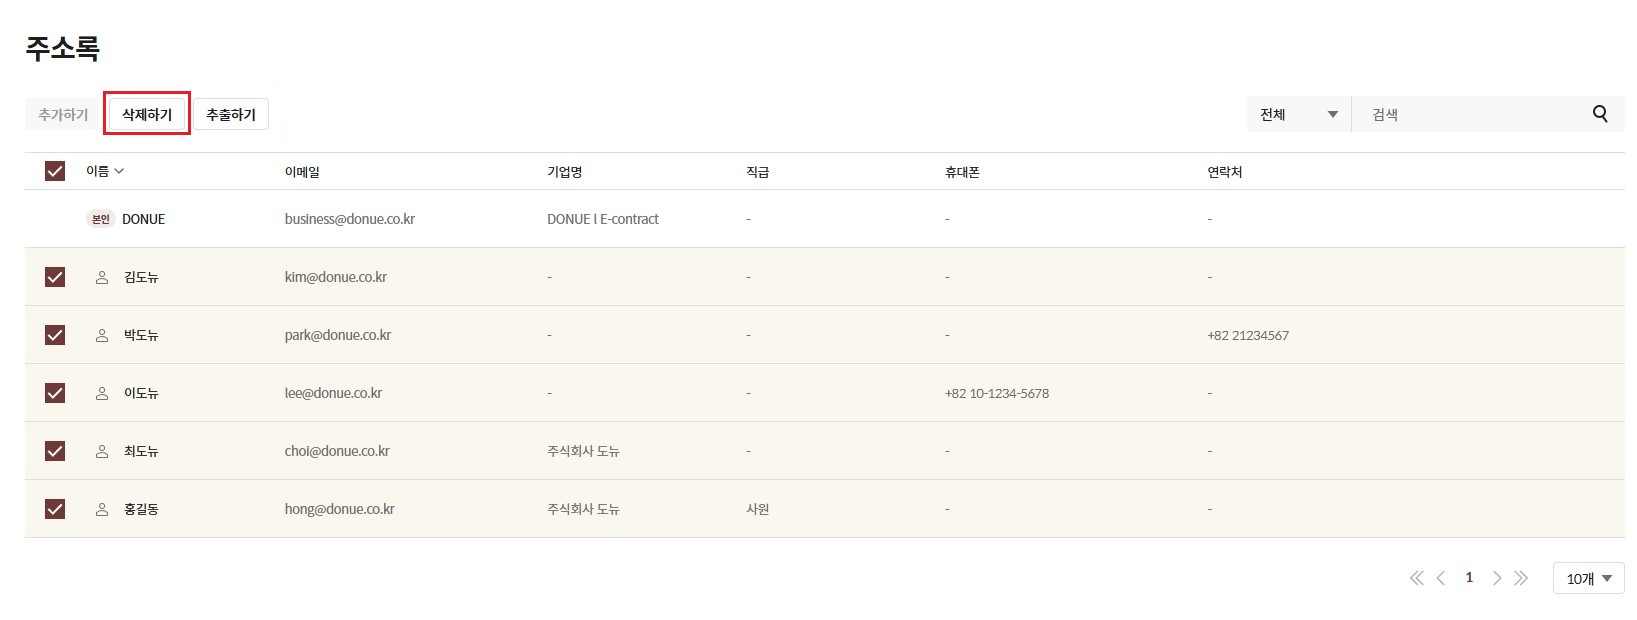 주소록
추가하기 삭제하기 추출하기 전체 검색
이름 이메일 기업명 직급 휴대폰 연락처
본인 DONUE business@donue.co.kr DONUE l E-contract - - -
김도뉴 kim@donue.co.kr - - - -
박도뉴 park@donue.co.kr - - - +82 21234567
이도뉴 lee@donue.co.kr - - +82 10-1234-5678 -
최도뉴 choi@donue.co.kr 주식회사 도뉴 - - -
홍길동 hong@donue.co.kr 주식회사 도뉴 사원 - -
1 10개